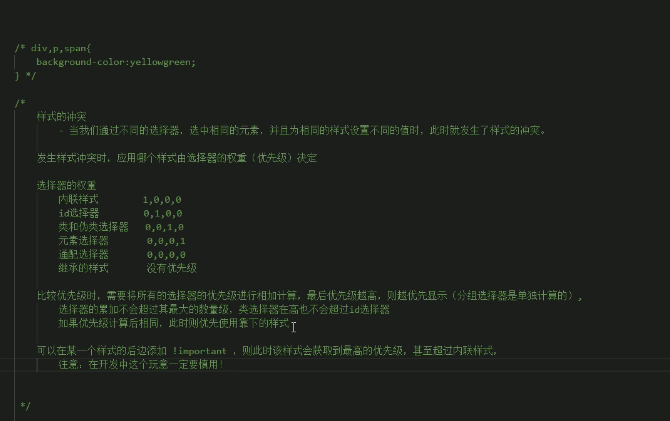 /* div,p,span{
background-color:yellowgreen;
} */
/*
样式的冲突
- 当我们通过不同的选择器，选中相同的元素，并且为相同的样式设置不同的值时，此时就发生了样式的冲突。
发生样式冲突时，应用哪个样式由选择器的权重（优先级）决定
选择器的权重
内联样式 1,0,0,0
id选择器 0,1,0,0
类和伪类选择器 0,0,1,0
元素选择器 0,0,0,1
通配选择器 0,0,0,0
继承的样式 没有优先级
比较优先级时，需要将所有的选择器的优先级进行相加计算，最后优先级越高，则越优先显示（分组选择器是单独计算的），
选择器的累加不会超过其最大的数量级，类选择器在高也不会超过id选择器
如果优先级计算后相同，此时则优先使用靠下的样式
可以在某一个样式的后边添加 !important ，则此时该样式会获取到最高的优先级，甚至超过内联样式，
注意：在开发中这个玩意一定要慎用！
*/